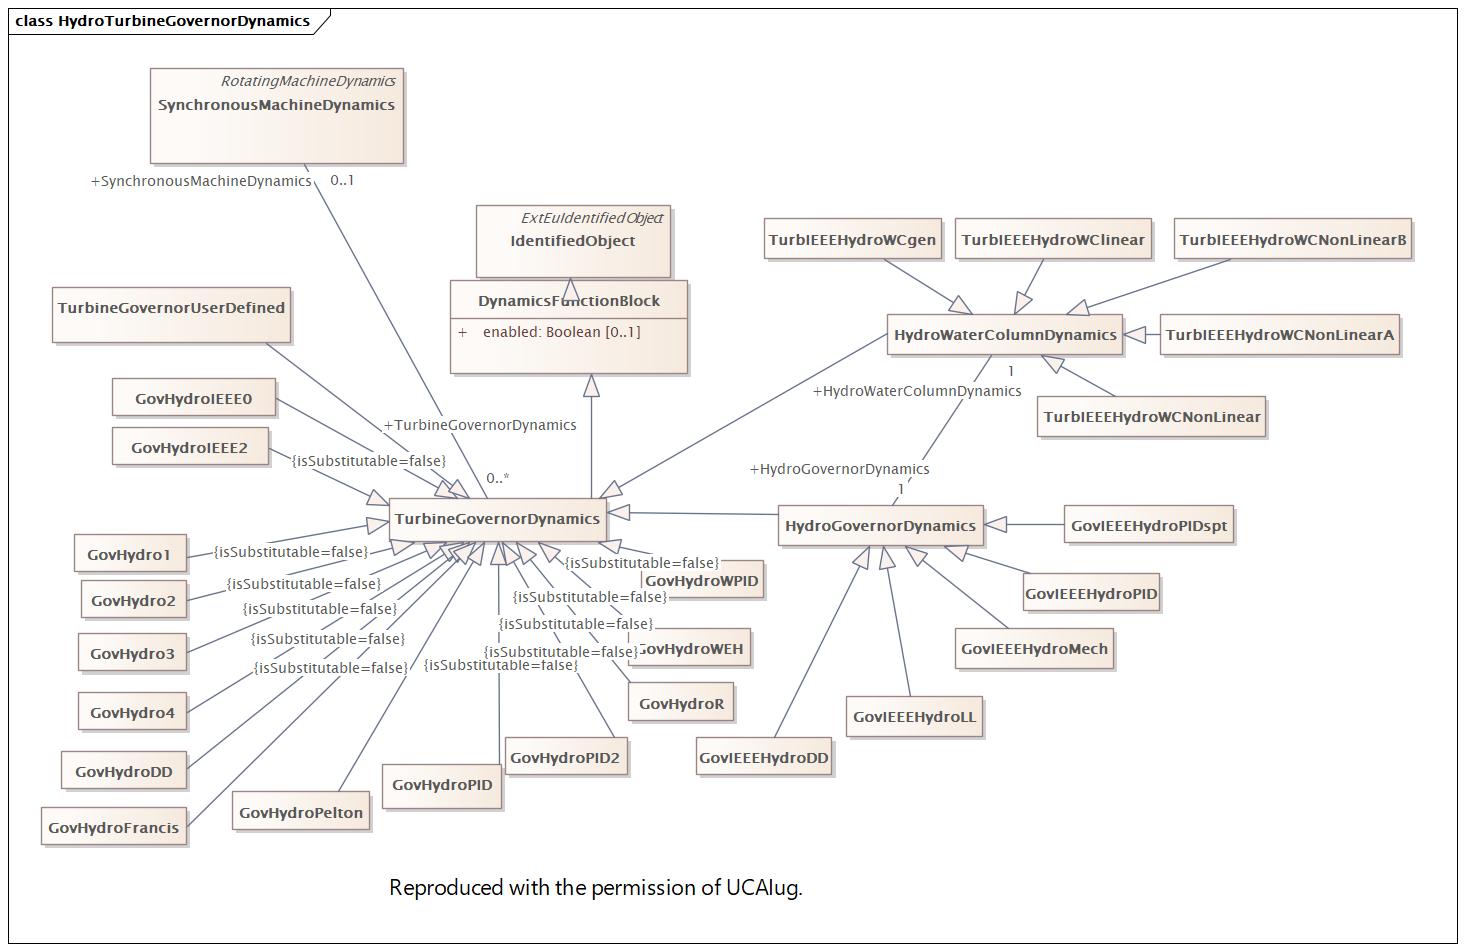 class HydroTurbineGovernorDynamics
RotatingMachineDynamics
SynchronousMachineDynamics
+SynchronousMachineDynamics
0..1
ExtEuIdentifiedObject
IdentifiedObject
DynamicsFunctionBlock
+ enabled: Boolean [0..1]
TurbIEEEHydroWCgen
TurbIEEEHydroWClinear
TurbIEEEHydroWCNonLinearB
TurbineGovernorUserDefined
HydroWaterColumnDynamics
TurbIEEEHydroWCNonLinearA
1
+HydroWaterColumnDynamics
GovHydroIEEE0
TurbIEEEHydroWCNonLinear
+TurbineGovernorDynamics
GovHydroIEEE2
{isSubstitutable=false}
+HydroGovernorDynamics
0..*
1
TurbineGovernorDynamics
HydroGovernorDynamics
GovIEEEHydroPIDspt
GovHydro1
{isSubstitutable=false}
{isSubstitutable=false}
GovHydroWPID
{isSubstitutable=false}
GovIEEEHydroPID
GovHydro2
{isSubstitutable=false}
{isSubstitutable=false}
{isSubstitutable=false}
{isSubstitutable=false}
GovHydro3
{isSubstitutable=false}
GovHydroWEH
GovIEEEHydroMech
{isSubstitutable=false}
{isSubstitutable=false}
GovHydroR
GovHydro4
GovIEEEHydroLL
GovHydroDD
GovHydroPID2
GovIEEEHydroDD
GovHydroPID
GovHydroPelton
GovHydroFrancis
Reproduced with the permission of UCAIug.